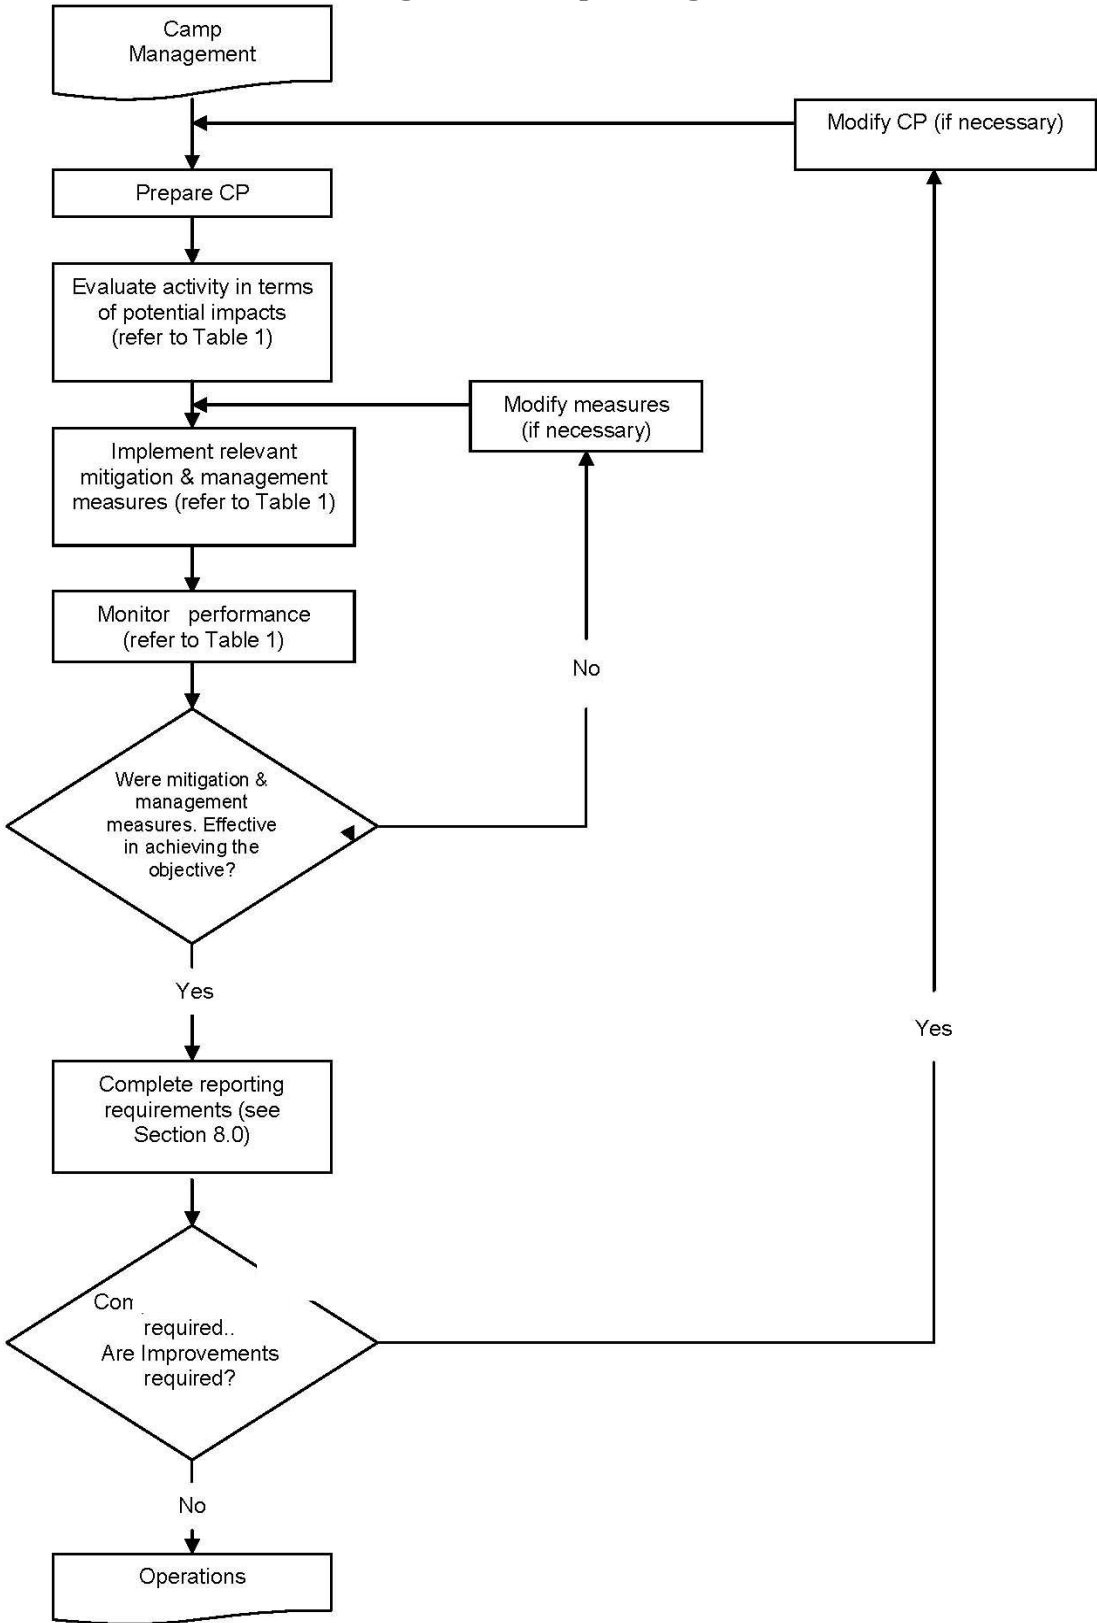 Camp
Management
Modify CP (if necessary)
Prepare CP
Evaluate activity in terms
of potential impacts
(refer to Table 1)
Modify measures
(if necessary)
Implement relevant
mitigation & management
measures (refer to Table 1)
Monitor performance
(refer to Table 1)
No
Were mitigation &
management
measures. Effective
in achieving the
objective?
Yes
Yes
Complete reporting
requirements (see
Section 8.0)
required..
Are Improvements
required?
No
Operations